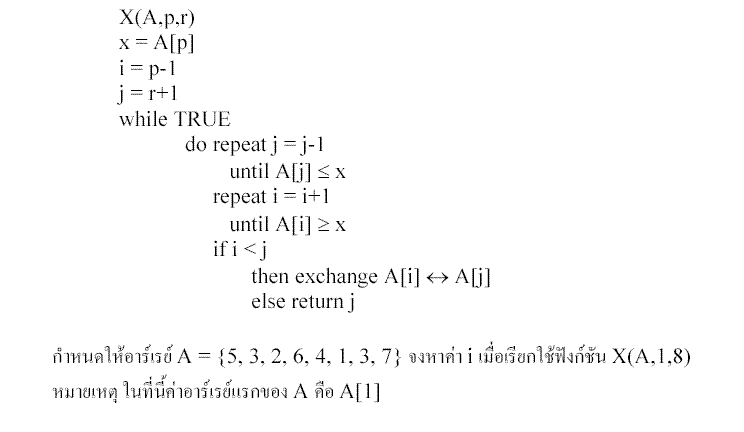 X(A,p,r)
x = A[p]
i = p-1
j = r+1
while TRUE
do repeat j = j-1
until A[j] ≤ x
repeat i = i+1
until A[i] ≥ x
if i < j
then exchange A[i] ↔ A[j]
else return j
กำหนดให้อาร์เรย์ A = {5, 3, 2, 6, 4, 1, 3, 7} จงหาค่า i เมื่อเรียกใช้ฟังก์ชัน X(A,1,8)
หมายเหตุ ในที่นี้ค่าอาร์เรย์แรกของ A คือ A[1]